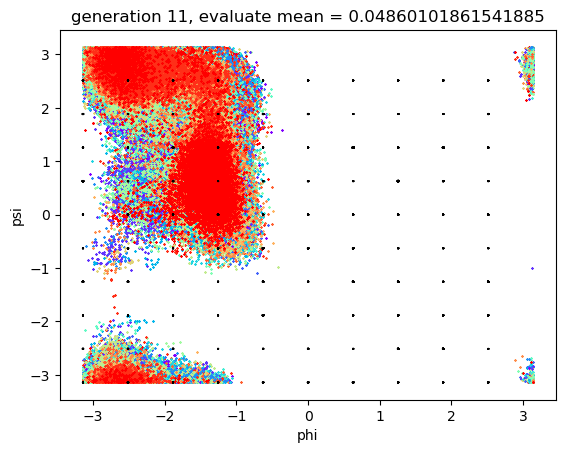 generation 11, evaluate mean = 0.04860101861541885
3
2
1
0
−1
−2
−3
psi
−3 −2 −1 0 1 2 3
phi